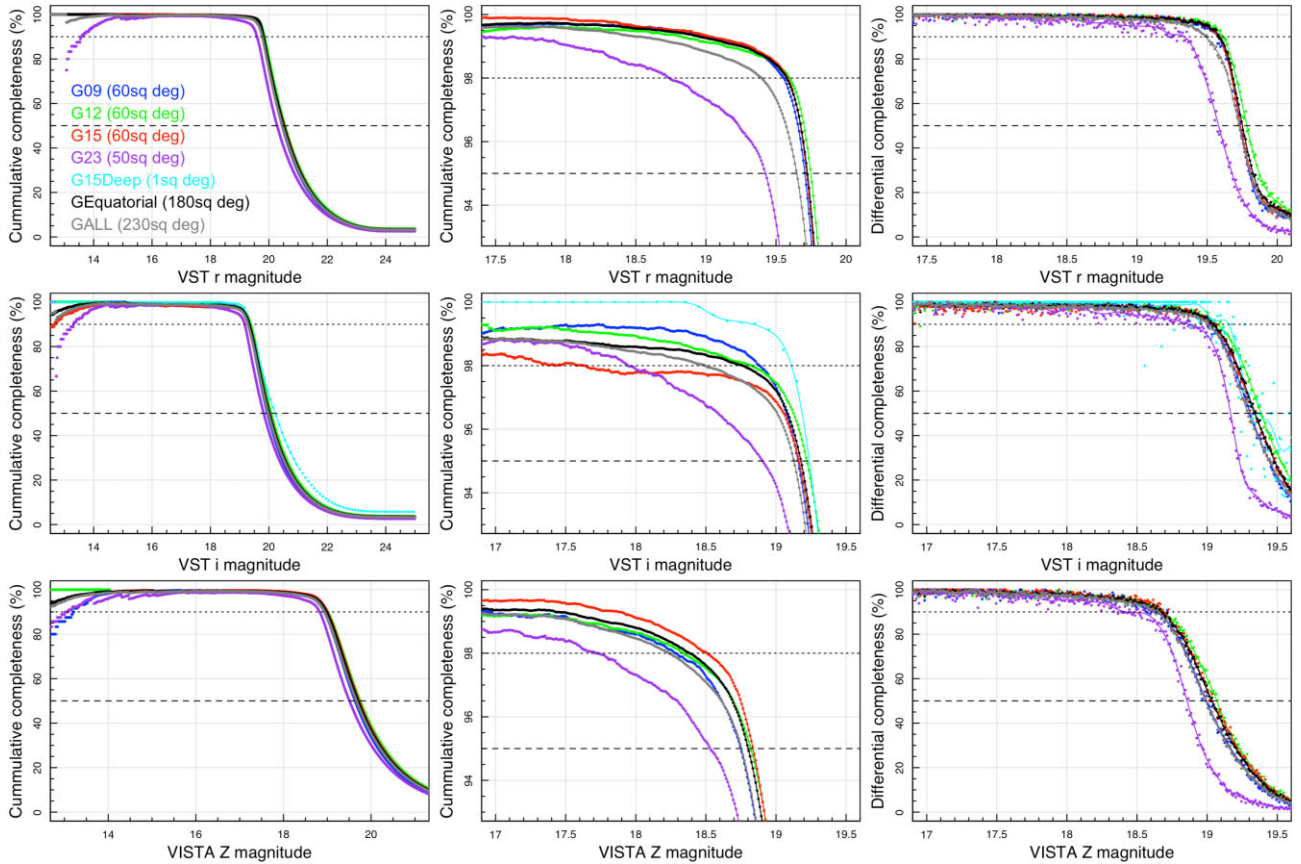 Cummulative completeness (%)
0 20 40 60 80 100
G09 (60sq deg)
G12 (60sq deg)
G15 (60sq deg)
G23 (50sq deg)
G15Deep (1sq deg)
GEquatorial (180sq deg)
GALL (230sq deg)
14 16 18 20 22 24
VST r magnitude
Cummulative completeness (%)
94 96 98 100
17 17.5 18 18.5 19 19.5 20
VST r magnitude
Differential completeness (%)
0 20 40 60 80 100
17.5 18 18.5 19 19.5 20
VST r magnitude
Cummulative completeness (%)
0 20 40 60 80 100
14 16 18 20 22 24
VST i magnitude
Cummulative completeness (%)
94 96 98 100
17 17.5 18 18.5 19 19.5
VST i magnitude
Differential completeness (%)
0 20 40 60 80 100
17 17.5 18 18.5 19 19.5
VST i magnitude
Cummulative completeness (%)
0 20 40 60 80 100
14 16 18 20
VISTA Z magnitude
Cummulative completeness (%)
94 96 98 100
17 17.5 18 18.5 19 19.5
VISTA Z magnitude
Differential completeness (%)
0 20 40 60 80 100
17 17.5 18 18.5 19 19.5
VISTA Z magnitude